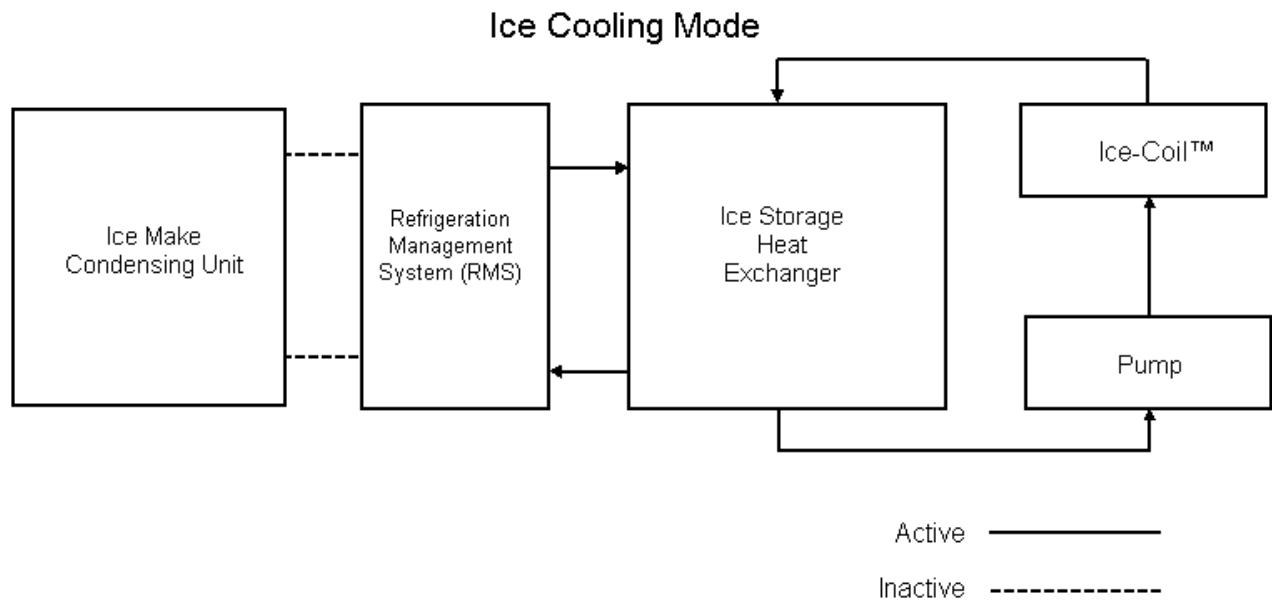 Ice Cooling Mode
Ice Make
Condensing Unit
Refrigeration
Management
System (RMS)
Ice Storage
Heat
Exchanger
Ice-Coil™
Pump
Active
Inactive